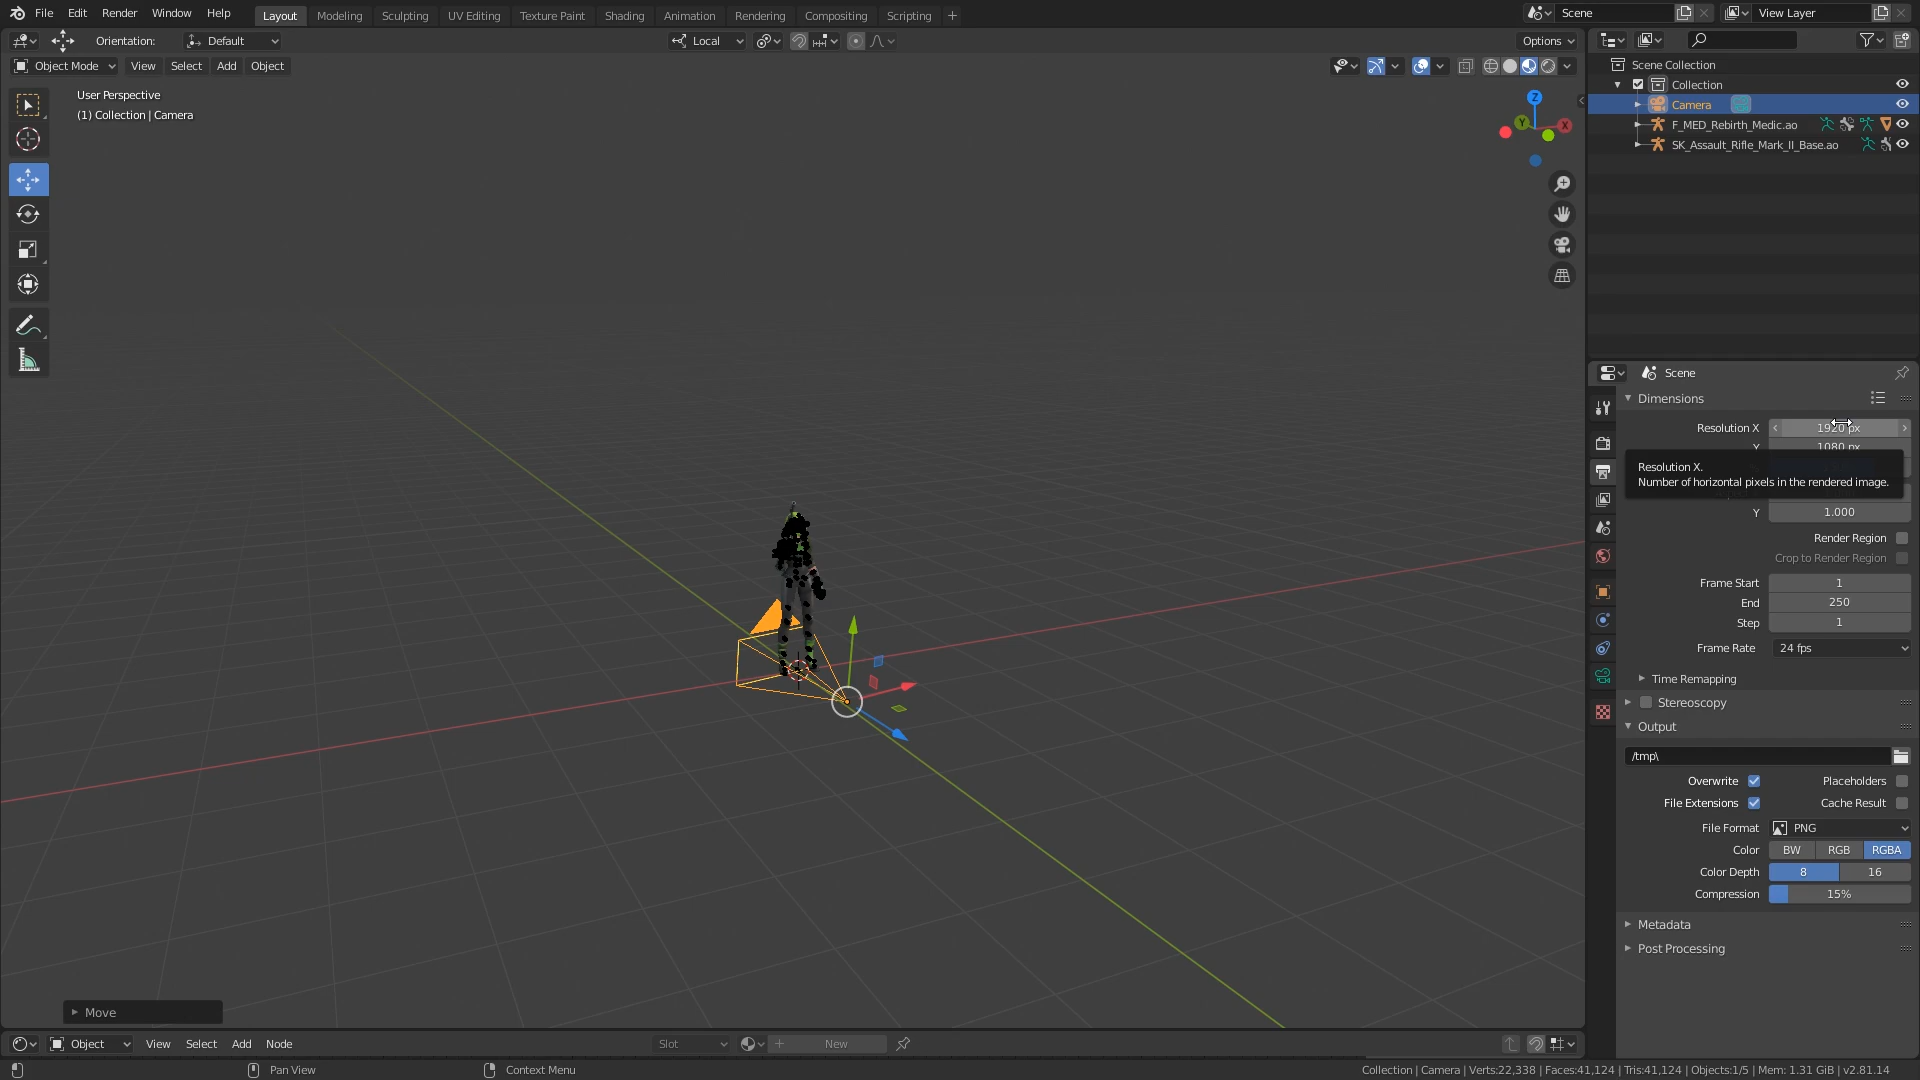 File Edit Render Window Help
Layout Modeling Sculpting UV Editing Texture Paint Shading Animation Rendering Compositing Scripting +
Scene
View Layer
Orientation: Default
Local
Options
Object Mode View Select Add Object
User Perspective
(1) Collection | Camera
Z
Y
X
Scene Collection
Collection
Camera
F_MED_Rebirth_Medic.ao
SK_Assault_Rifle_Mark_II_Base.ao
Scene
Dimensions
Resolution X 1920 px
Y 1080 px
Resolution X.
Number of horizontal pixels in the rendered image.
Y 1.000
Render Region
Crop to Render Region
Frame Start 1
End 250
Step 1
Frame Rate 24 fps
Time Remapping
Stereoscopy
Output
/tmp\
Overwrite Placeholders
File Extensions Cache Result
File Format PNG
Color BW RGB RGBA
Color Depth 8 16
Compression 15%
Metadata
Post Processing
Move
Object View Select Add Node
Slot
New
Pan View
Context Menu
Collection | Camera | Verts:22,338 | Faces:41,124 | Tris:41,124 | Objects:1/5 | Mem: 1.31 GiB | v2.81.14